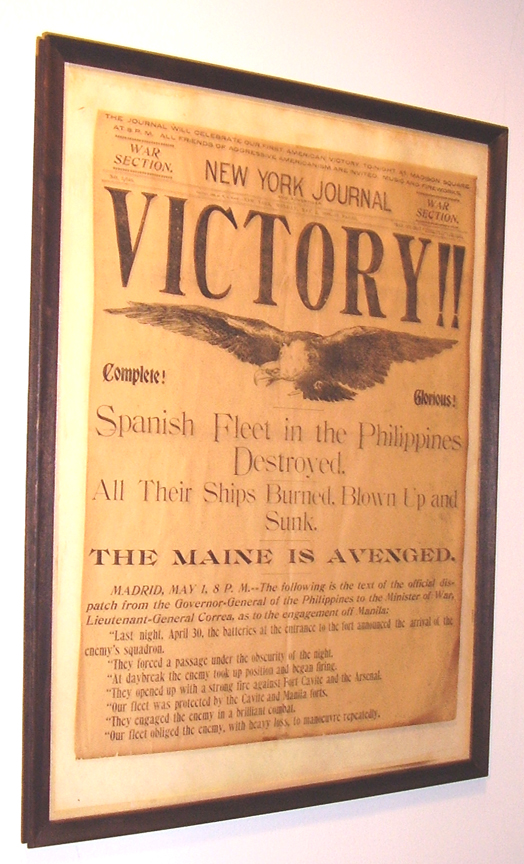 THE JOURNAL WILL CELEBRATE OUR FIRST AMERICAN VICTORY TO-NIGHT AT MADISON SQUARE
AT 8 P. M. ALL FRIENDS OF AGGRESSIVE AMERICANISM ARE INVITED. MUSIC AND FIREWORKS.
WAR
SECTION.
NEW YORK JOURNAL
WAR
SECTION.
VICTORY!!
Complete!
Glorious!
Spanish Fleet in the Philippines
Destroyed.
All Their Ships Burned, Blown Up and
Sunk.
THE MAINE IS AVENGED.
MADRID, MAY 1, 8 P. M.--The following is the text of the official dis-
patch from the Governor-General of the Philippines to the Minister of War,
Lieutenant-General Correa, as to the engagement off Manila:
"Last night, April 30, the batteries at the entrance to the fort announced the arrival of the
enemy's squadron.
"They forced a passage under the obscurity of the night.
"At daybreak the enemy took up position and began firing.
"They opened up with a strong fire against Fort Cavite and the Arsenal.
"Our fleet was protected by the Cavite and Manila forts.
"They engaged the enemy in a brilliant combat.
"Our fleet obliged the enemy, with heavy loss, to manoeuvre repeatedly.